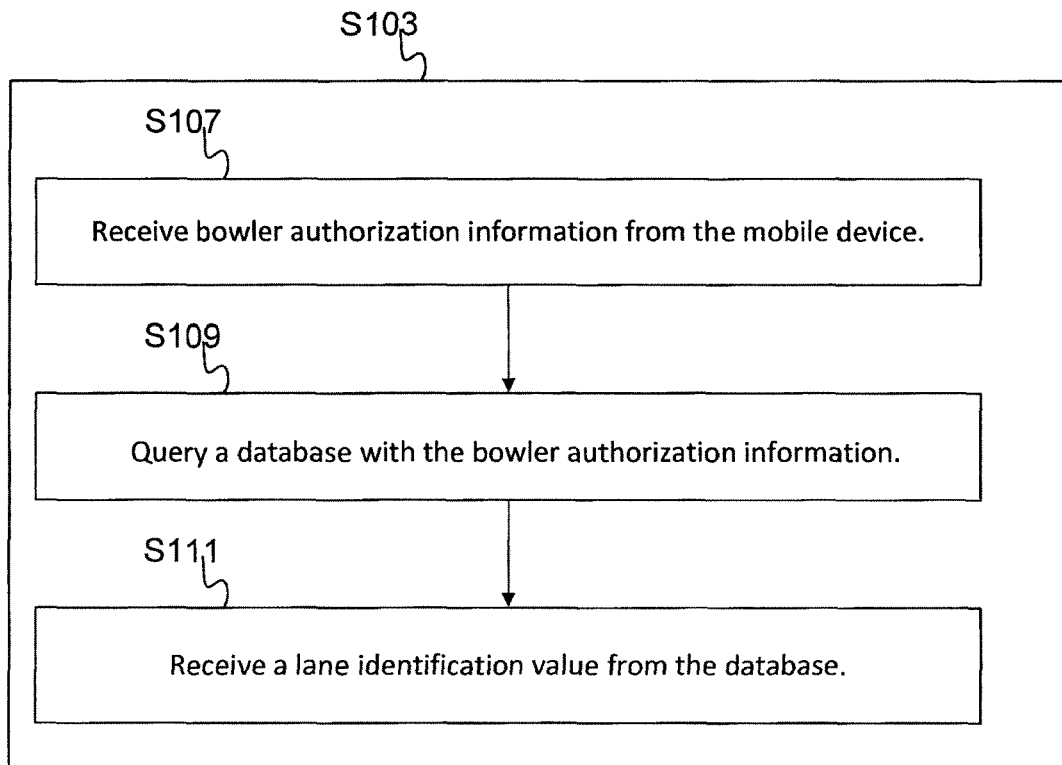 S103
S107
Receive bowler authorization information from the mobile device.
S109
Query a database with the bowler authorization information.
S111
Receive a lane identification value from the database.